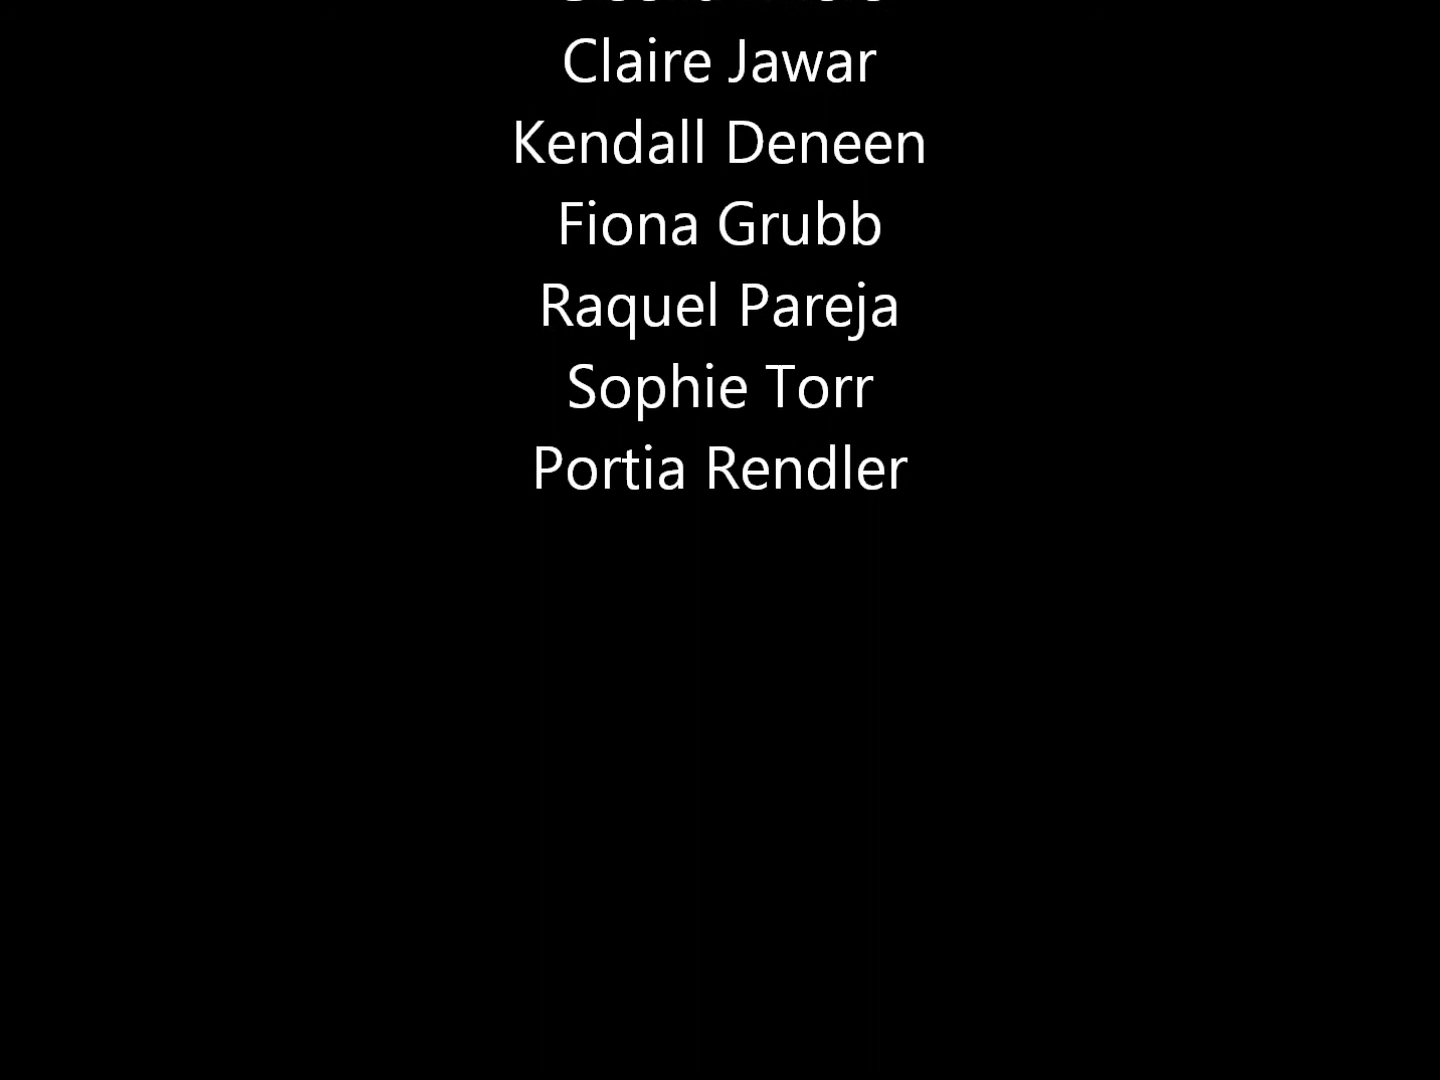 Claire Jawar
Kendall Deneen
Fiona Grubb
Raquel Pareja
Sophie Torr
Portia Rendler